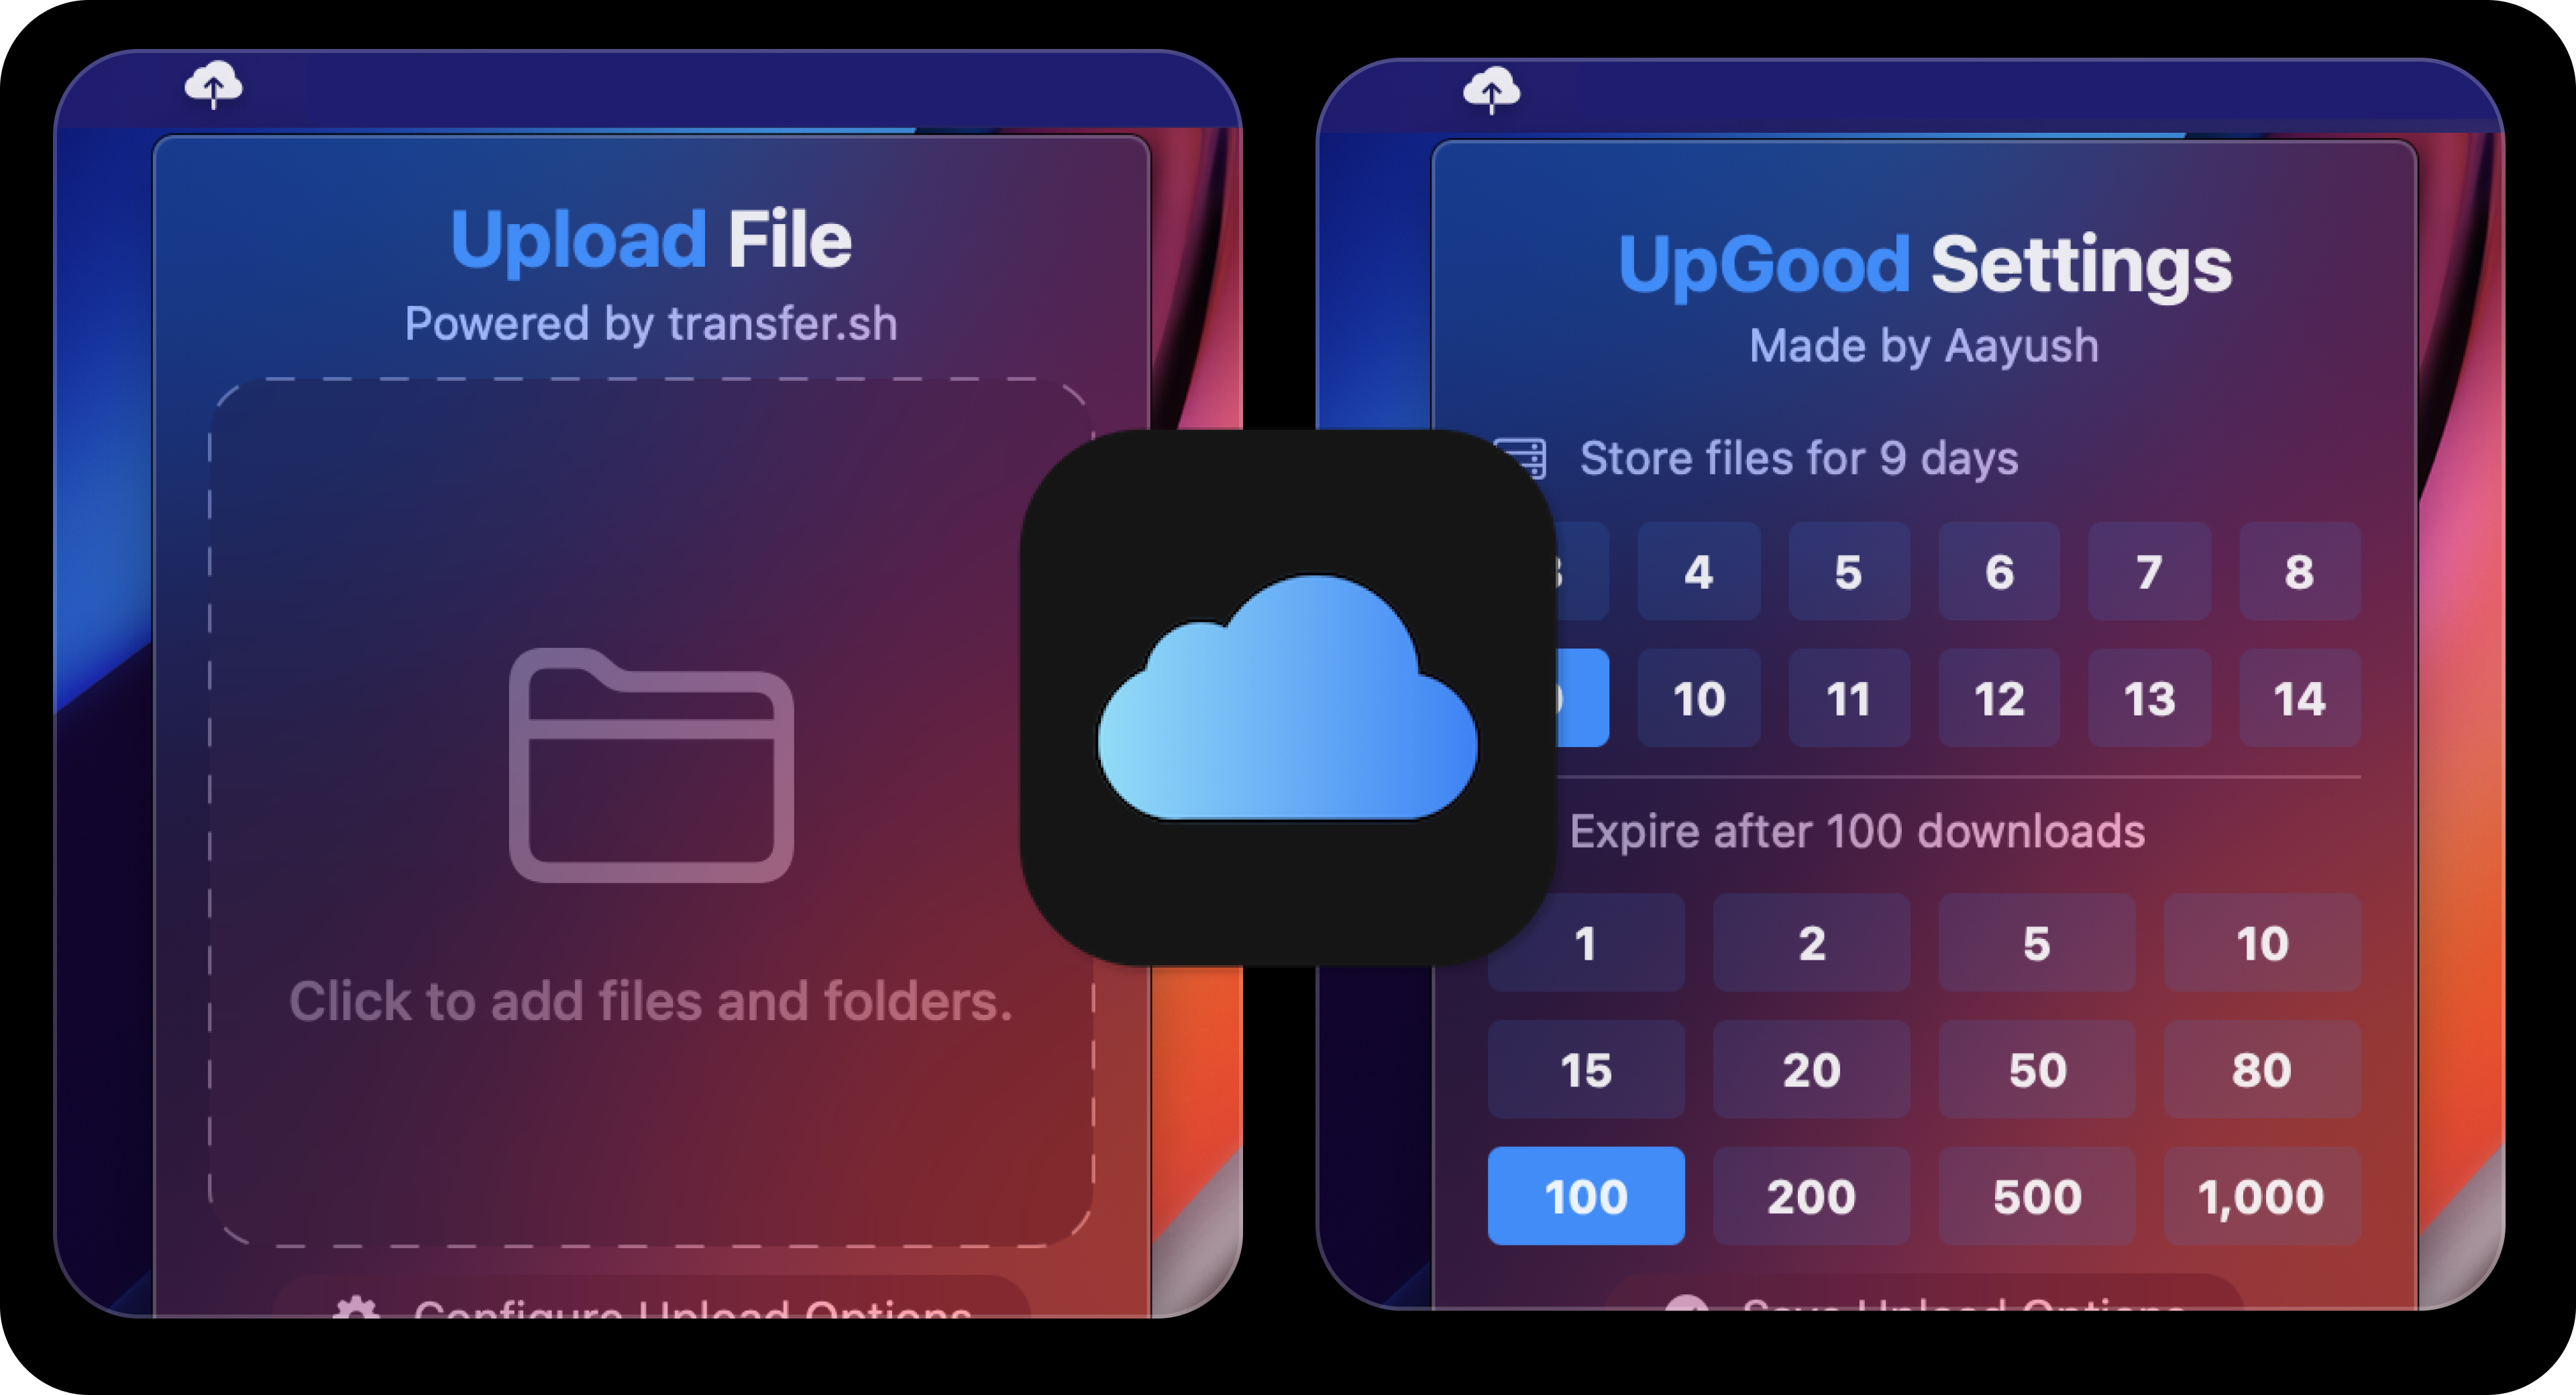 Upload File
Powered by transfer.sh
Click to add files and folders.
Configure Upload Options
UpGood Settings
Made by Aayush
Store files for 9 days
4 5 6 7 8
10 11 12 13 14
Expire after 100 downloads
1 2 5 10
15 20 50 80
100 200 500 1,000
Save Upload Options